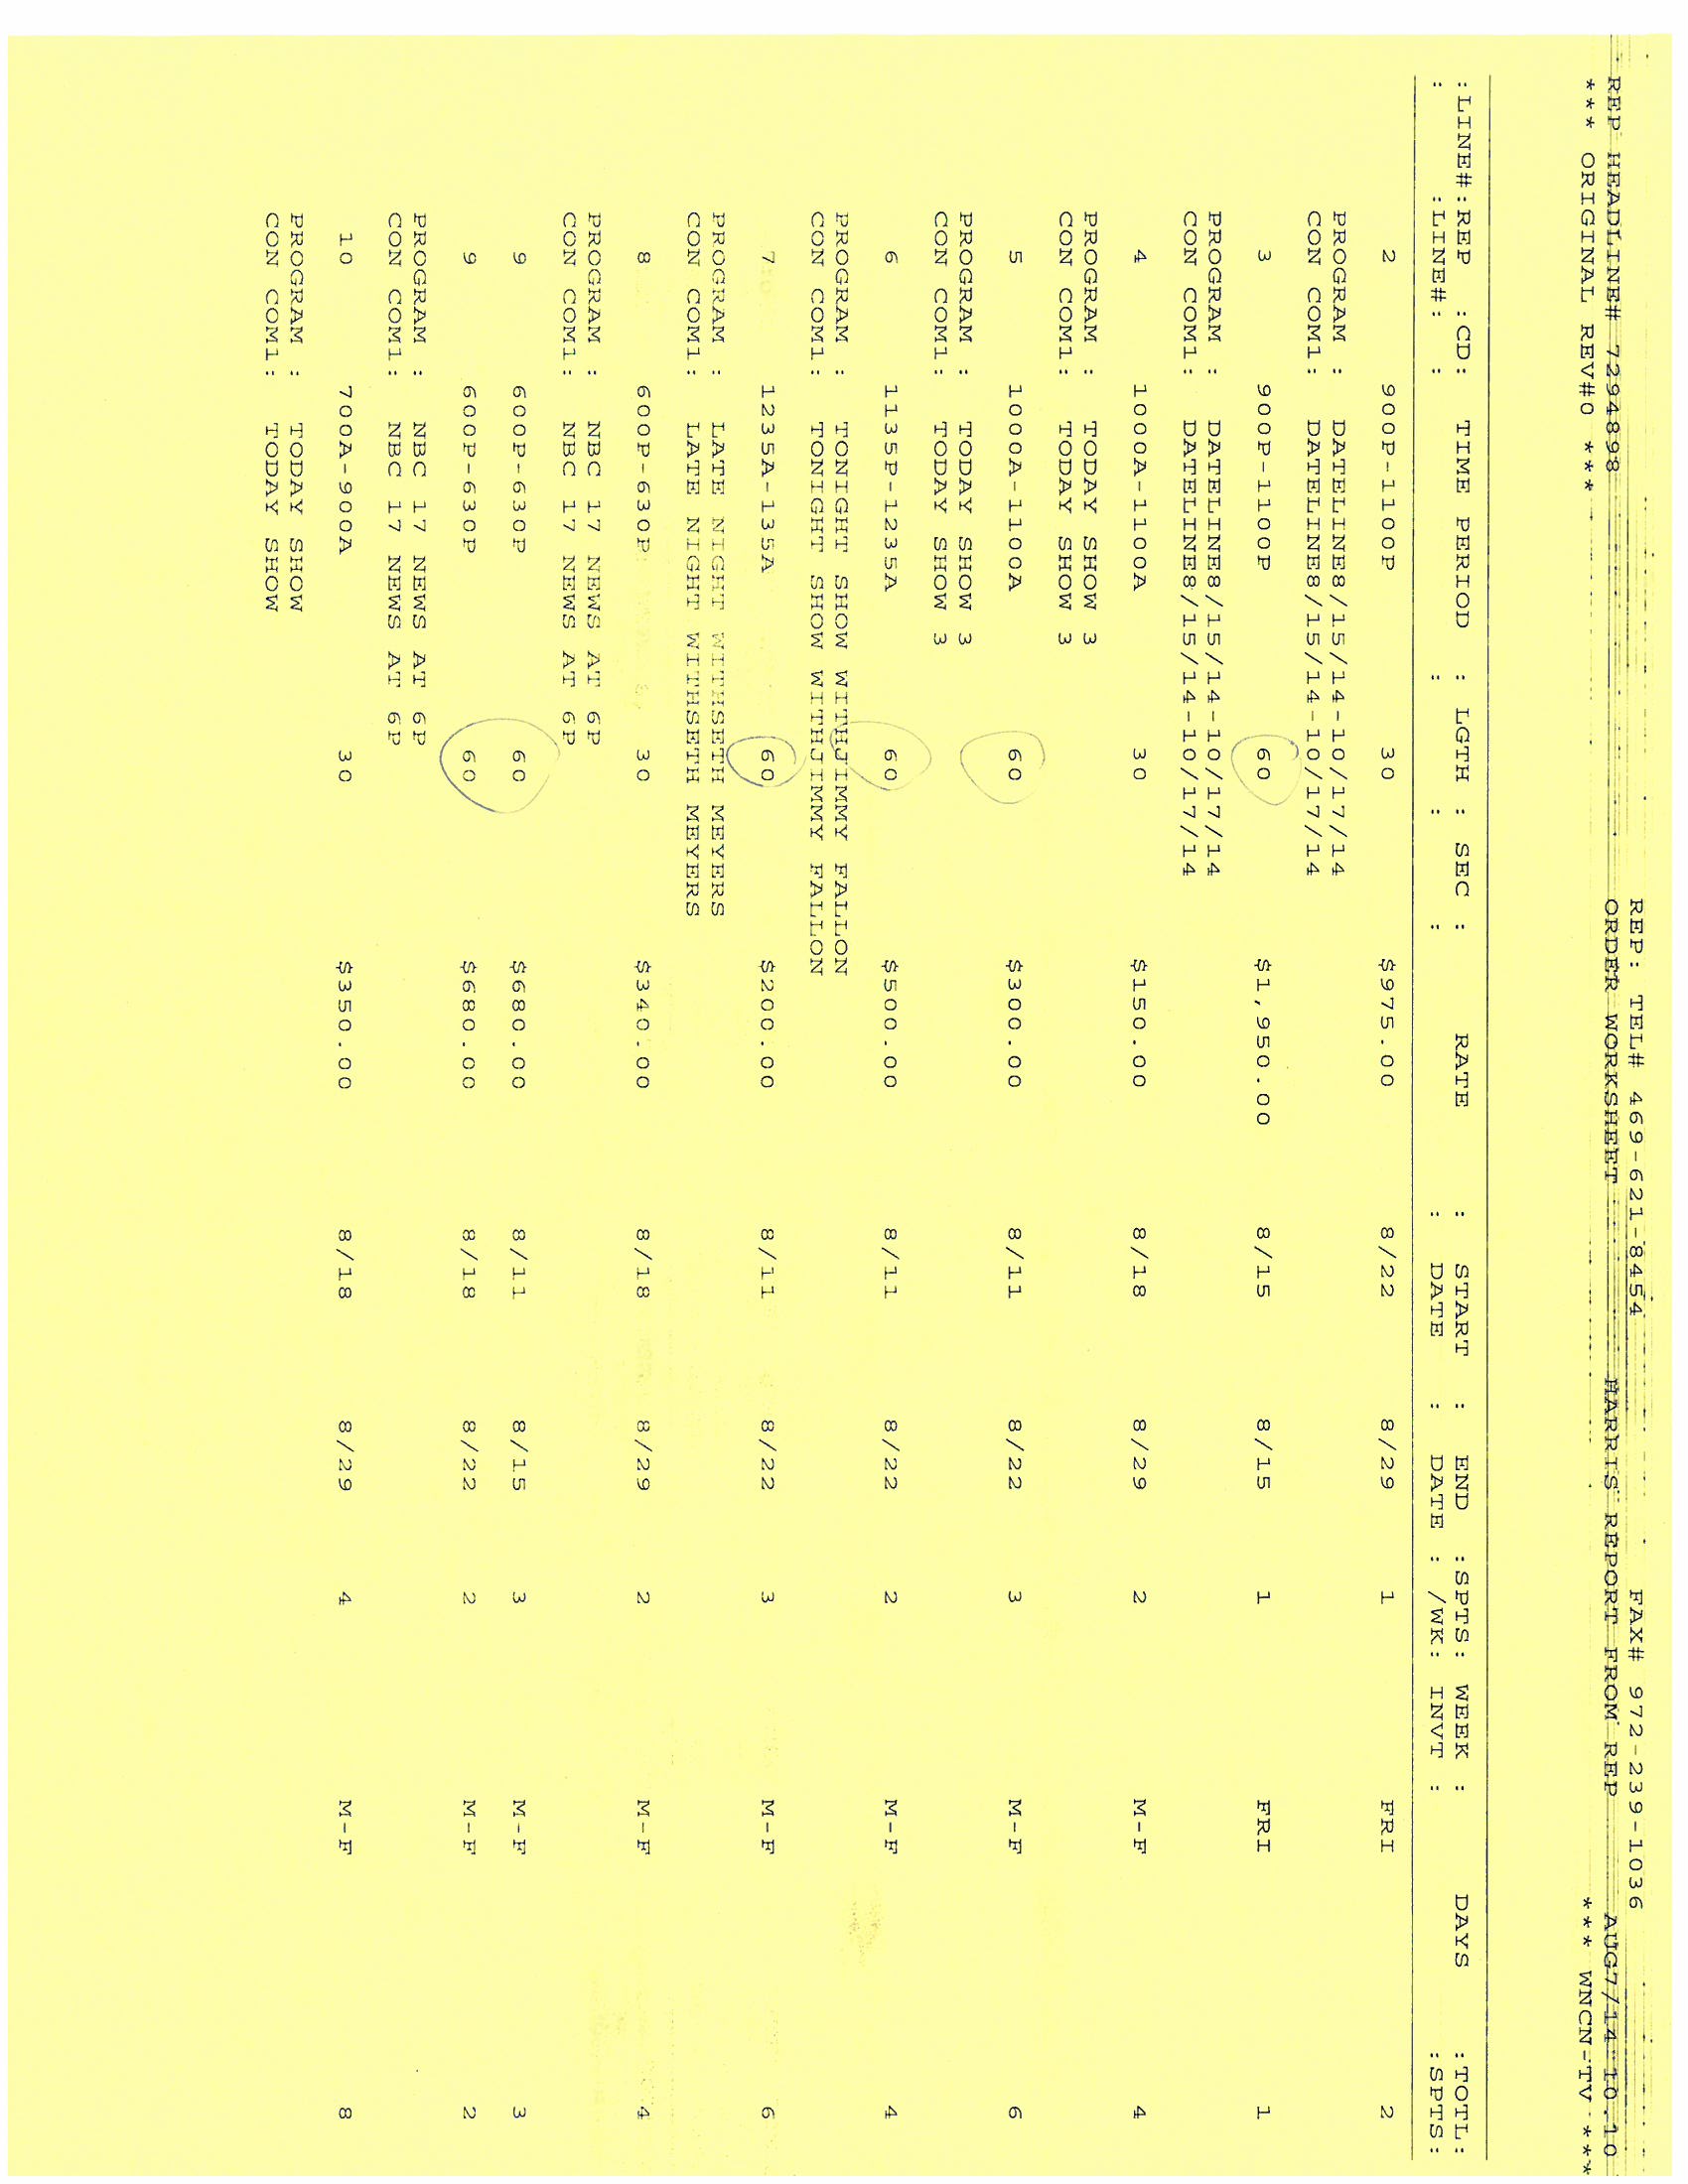 REP: TEL# 469-621-8454 FAX# 972-239-1036
REP HEADLINE# 7294898 ORDER WORKSHEET HARRIS REPORT FROM REP AUG7/14 10.10
*** ORIGINAL REV#0 *** *** WNCN-TV ***
:LINE#:REP :CD: TIME PERIOD : LGTH : SEC : RATE : START : END :SPTS: WEEK : DAYS :TOTL:
: :LINE#: : : : : : DATE : DATE : /WK: INVT : :SPTS:
2 900P-1100P 30 $975.00 8/22 8/29 1 FRI 2
PROGRAM : DATELINE8/15/14-10/17/14
CON COM1: DATELINE8/15/14-10/17/14
3 900P-1100P 60 $1,950.00 8/15 8/15 1 FRI 1
PROGRAM : DATELINE8/15/14-10/17/14
CON COM1: DATELINE8/15/14-10/17/14
4 1000A-1100A 30 $150.00 8/18 8/29 2 M-F 4
PROGRAM : TODAY SHOW 3
CON COM1: TODAY SHOW 3
5 1000A-1100A 60 $300.00 8/11 8/22 3 M-F 6
PROGRAM : TODAY SHOW 3
CON COM1: TODAY SHOW 3
6 1135P-1235A 60 $500.00 8/11 8/22 2 M-F 4
PROGRAM : TONIGHT SHOW WITHJIMMY FALLON
CON COM1: TONIGHT SHOW WITHJIMMY FALLON
7 1235A-135A 60 $200.00 8/11 8/22 3 M-F 6
PROGRAM : LATE NIGHT WITHSETH MEYERS
CON COM1: LATE NIGHT WITHSETH MEYERS
8 600P-630P 30 $340.00 8/18 8/29 2 M-F 4
PROGRAM : NBC 17 NEWS AT 6P
CON COM1: NBC 17 NEWS AT 6P
9 600P-630P 60 $680.00 8/11 8/15 3 M-F 3
9 600P-630P 60 $680.00 8/18 8/22 2 M-F 2
PROGRAM : NBC 17 NEWS AT 6P
CON COM1: NBC 17 NEWS AT 6P
10 700A-900A 30 $350.00 8/18 8/29 4 M-F 8
PROGRAM : TODAY SHOW
CON COM1: TODAY SHOW